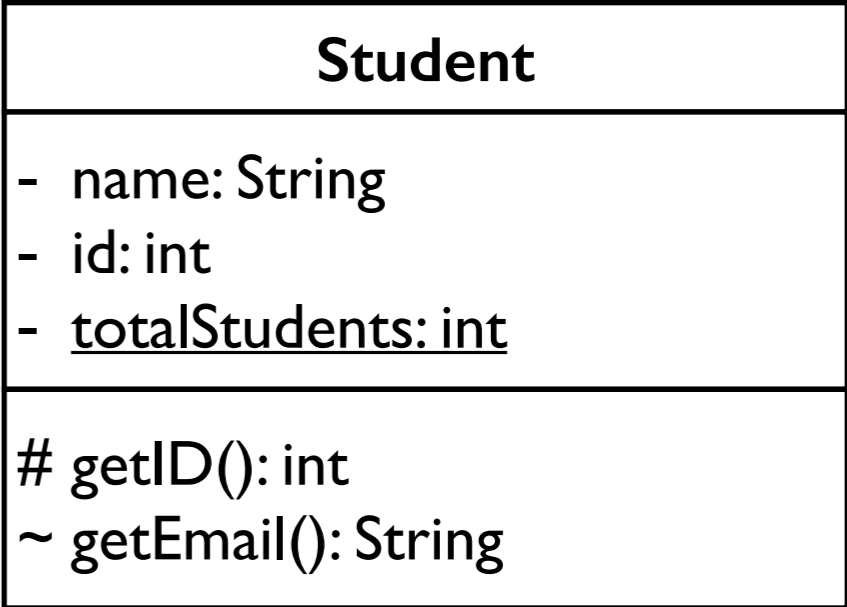 Student
- name: String
- id: int
- totalStudents: int
# getID(): int
~ getEmail(): String